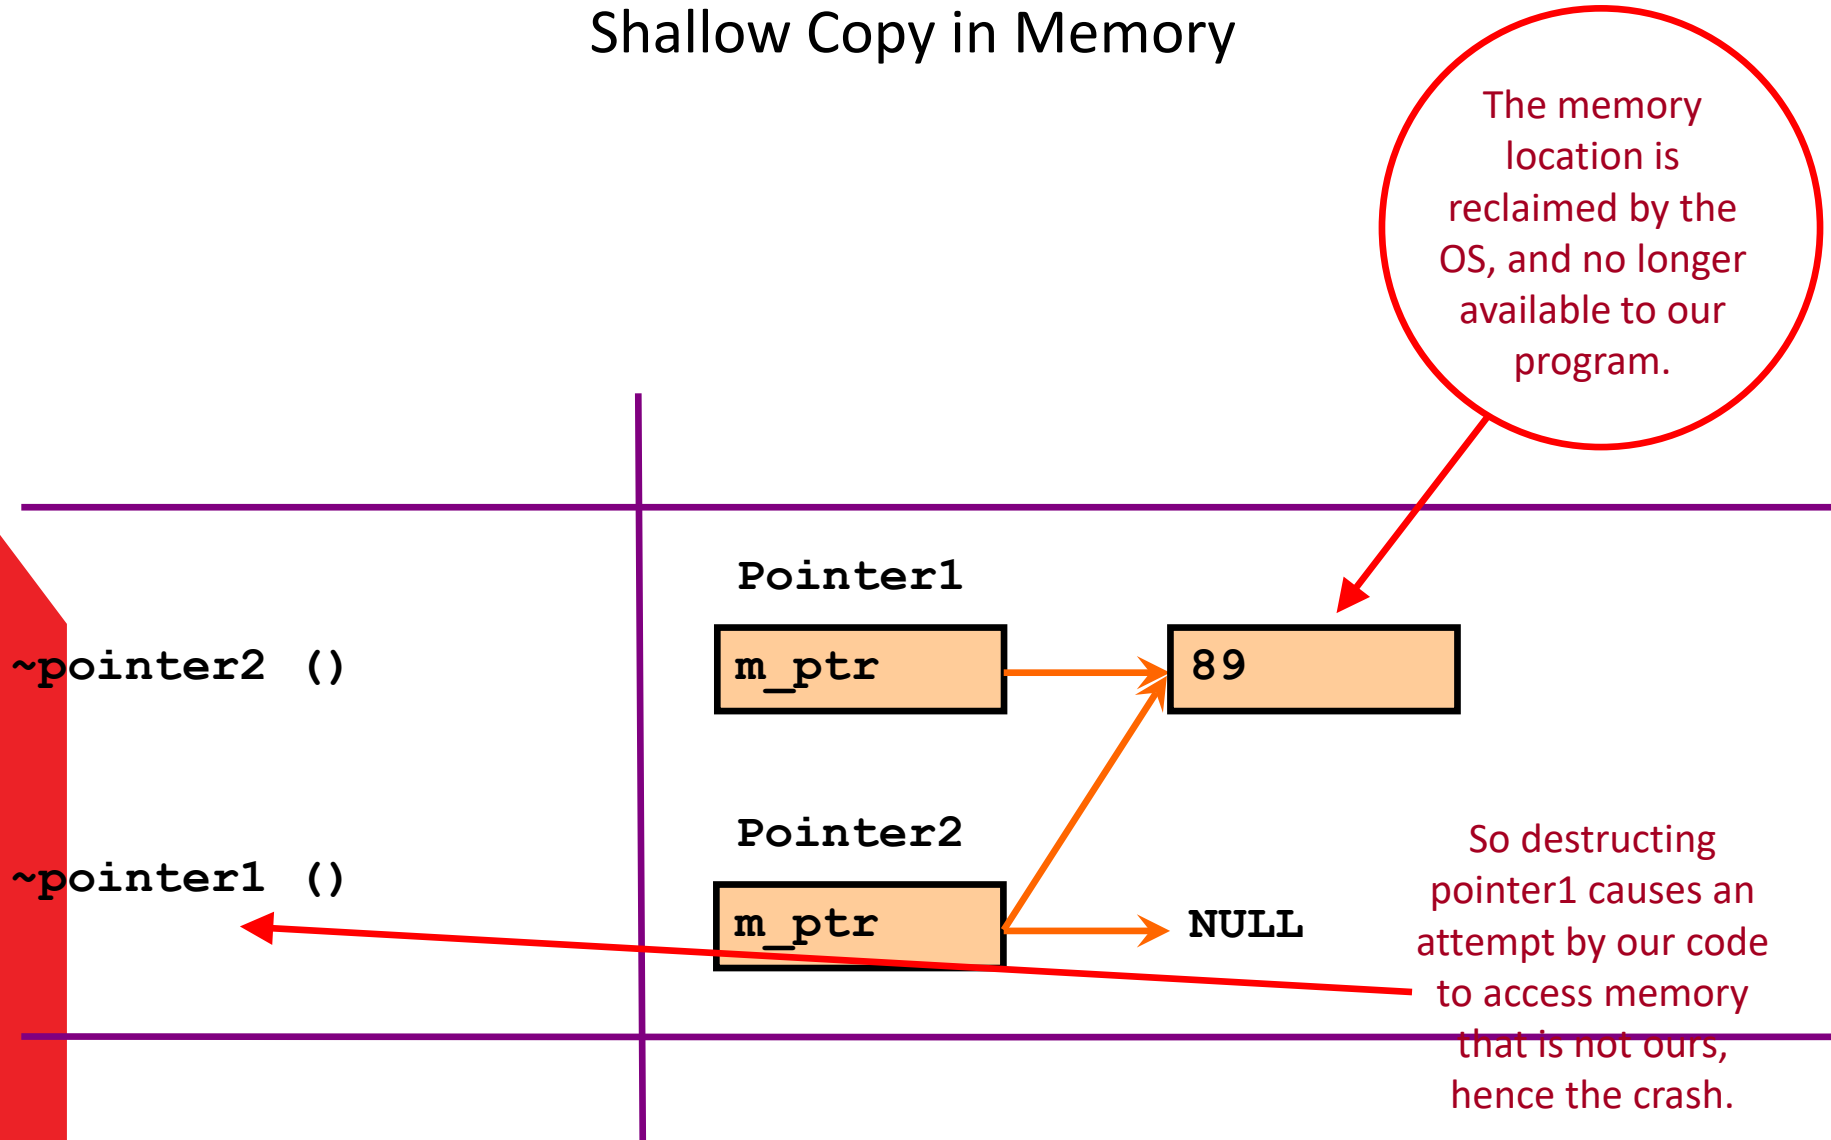 Shallow Copy in Memory
The memory
location is
reclaimed by the
OS, and no longer
available to our
program.
Pointer1
~pointer2 ()
m_ptr
89
Pointer2
~pointer1 ()
m_ptr
NULL
So destructing
pointer1 causes an
attempt by our code
to access memory
that is not ours,
hence the crash.